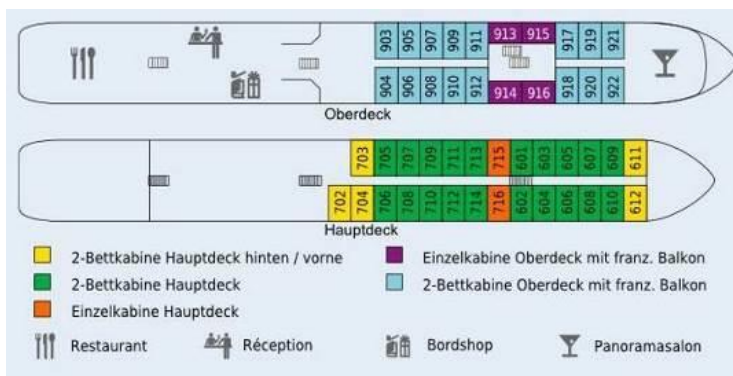 903 905 907 909 911 913 915 917 919 921
904 906 908 910 912 914 916 918 920 922
Oberdeck
703 705 707 709 711 713 715 601 603 605 607 609 611
702 704 706 708 710 712 714 716 602 604 606 608 610 612
Hauptdeck
2-Bettkabine Hauptdeck hinten / vorne
Einzelkabine Oberdeck mit franz. Balkon
2-Bettkabine Hauptdeck
2-Bettkabine Oberdeck mit franz. Balkon
Einzelkabine Hauptdeck
Restaurant
Réception
Bordshop
Panoramasalon